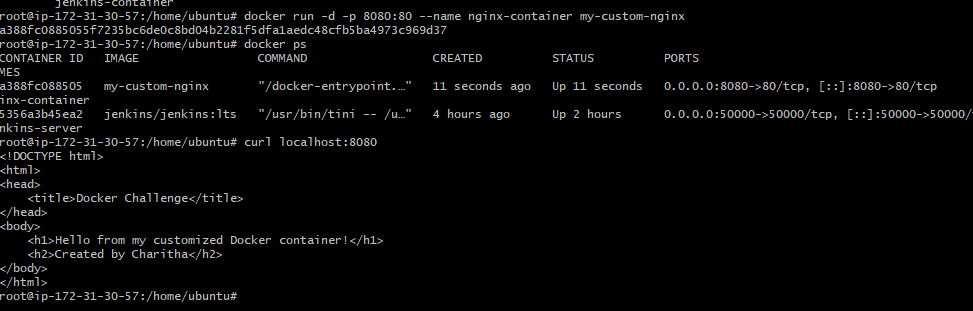 jenkins-container
root@ip-172-31-30-57:/home/ubuntu# docker run -d -p 8080:80 --name nginx-container my-custom-nginx
a388fc0885055f7235bc6de0c8bd04b2281f5dfa1aedc48cfb5ba4973c969d37
root@ip-172-31-30-57:/home/ubuntu# docker ps
CONTAINER ID IMAGE COMMAND CREATED STATUS PORTS
MES
a388fc088505 my-custom-nginx "/docker-entrypoint.…" 11 seconds ago Up 11 seconds 0.0.0.0:8080->80/tcp, [::]:8080->80/tcp
inx-container
5356a3b45ea2 jenkins/jenkins:lts "/usr/bin/tini -- /u…" 4 hours ago Up 2 hours 0.0.0.0:50000->50000/tcp, [::]:50000->50000/
nkins-server
root@ip-172-31-30-57:/home/ubuntu# curl localhost:8080
<!DOCTYPE html>
<html>
<head>
    <title>Docker Challenge</title>
</head>
<body>
    <h1>Hello from my customized Docker container!</h1>
    <h2>Created by Charitha</h2>
</body>
</html>
root@ip-172-31-30-57:/home/ubuntu#